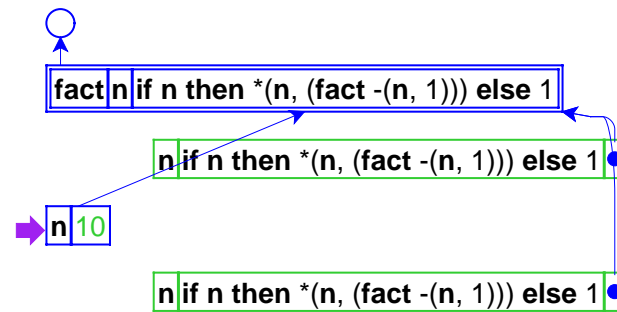 fact n if n then *(n, (fact -(n, 1))) else 1
n if n then *(n, (fact -(n, 1))) else 1
n 10
n if n then *(n, (fact -(n, 1))) else 1